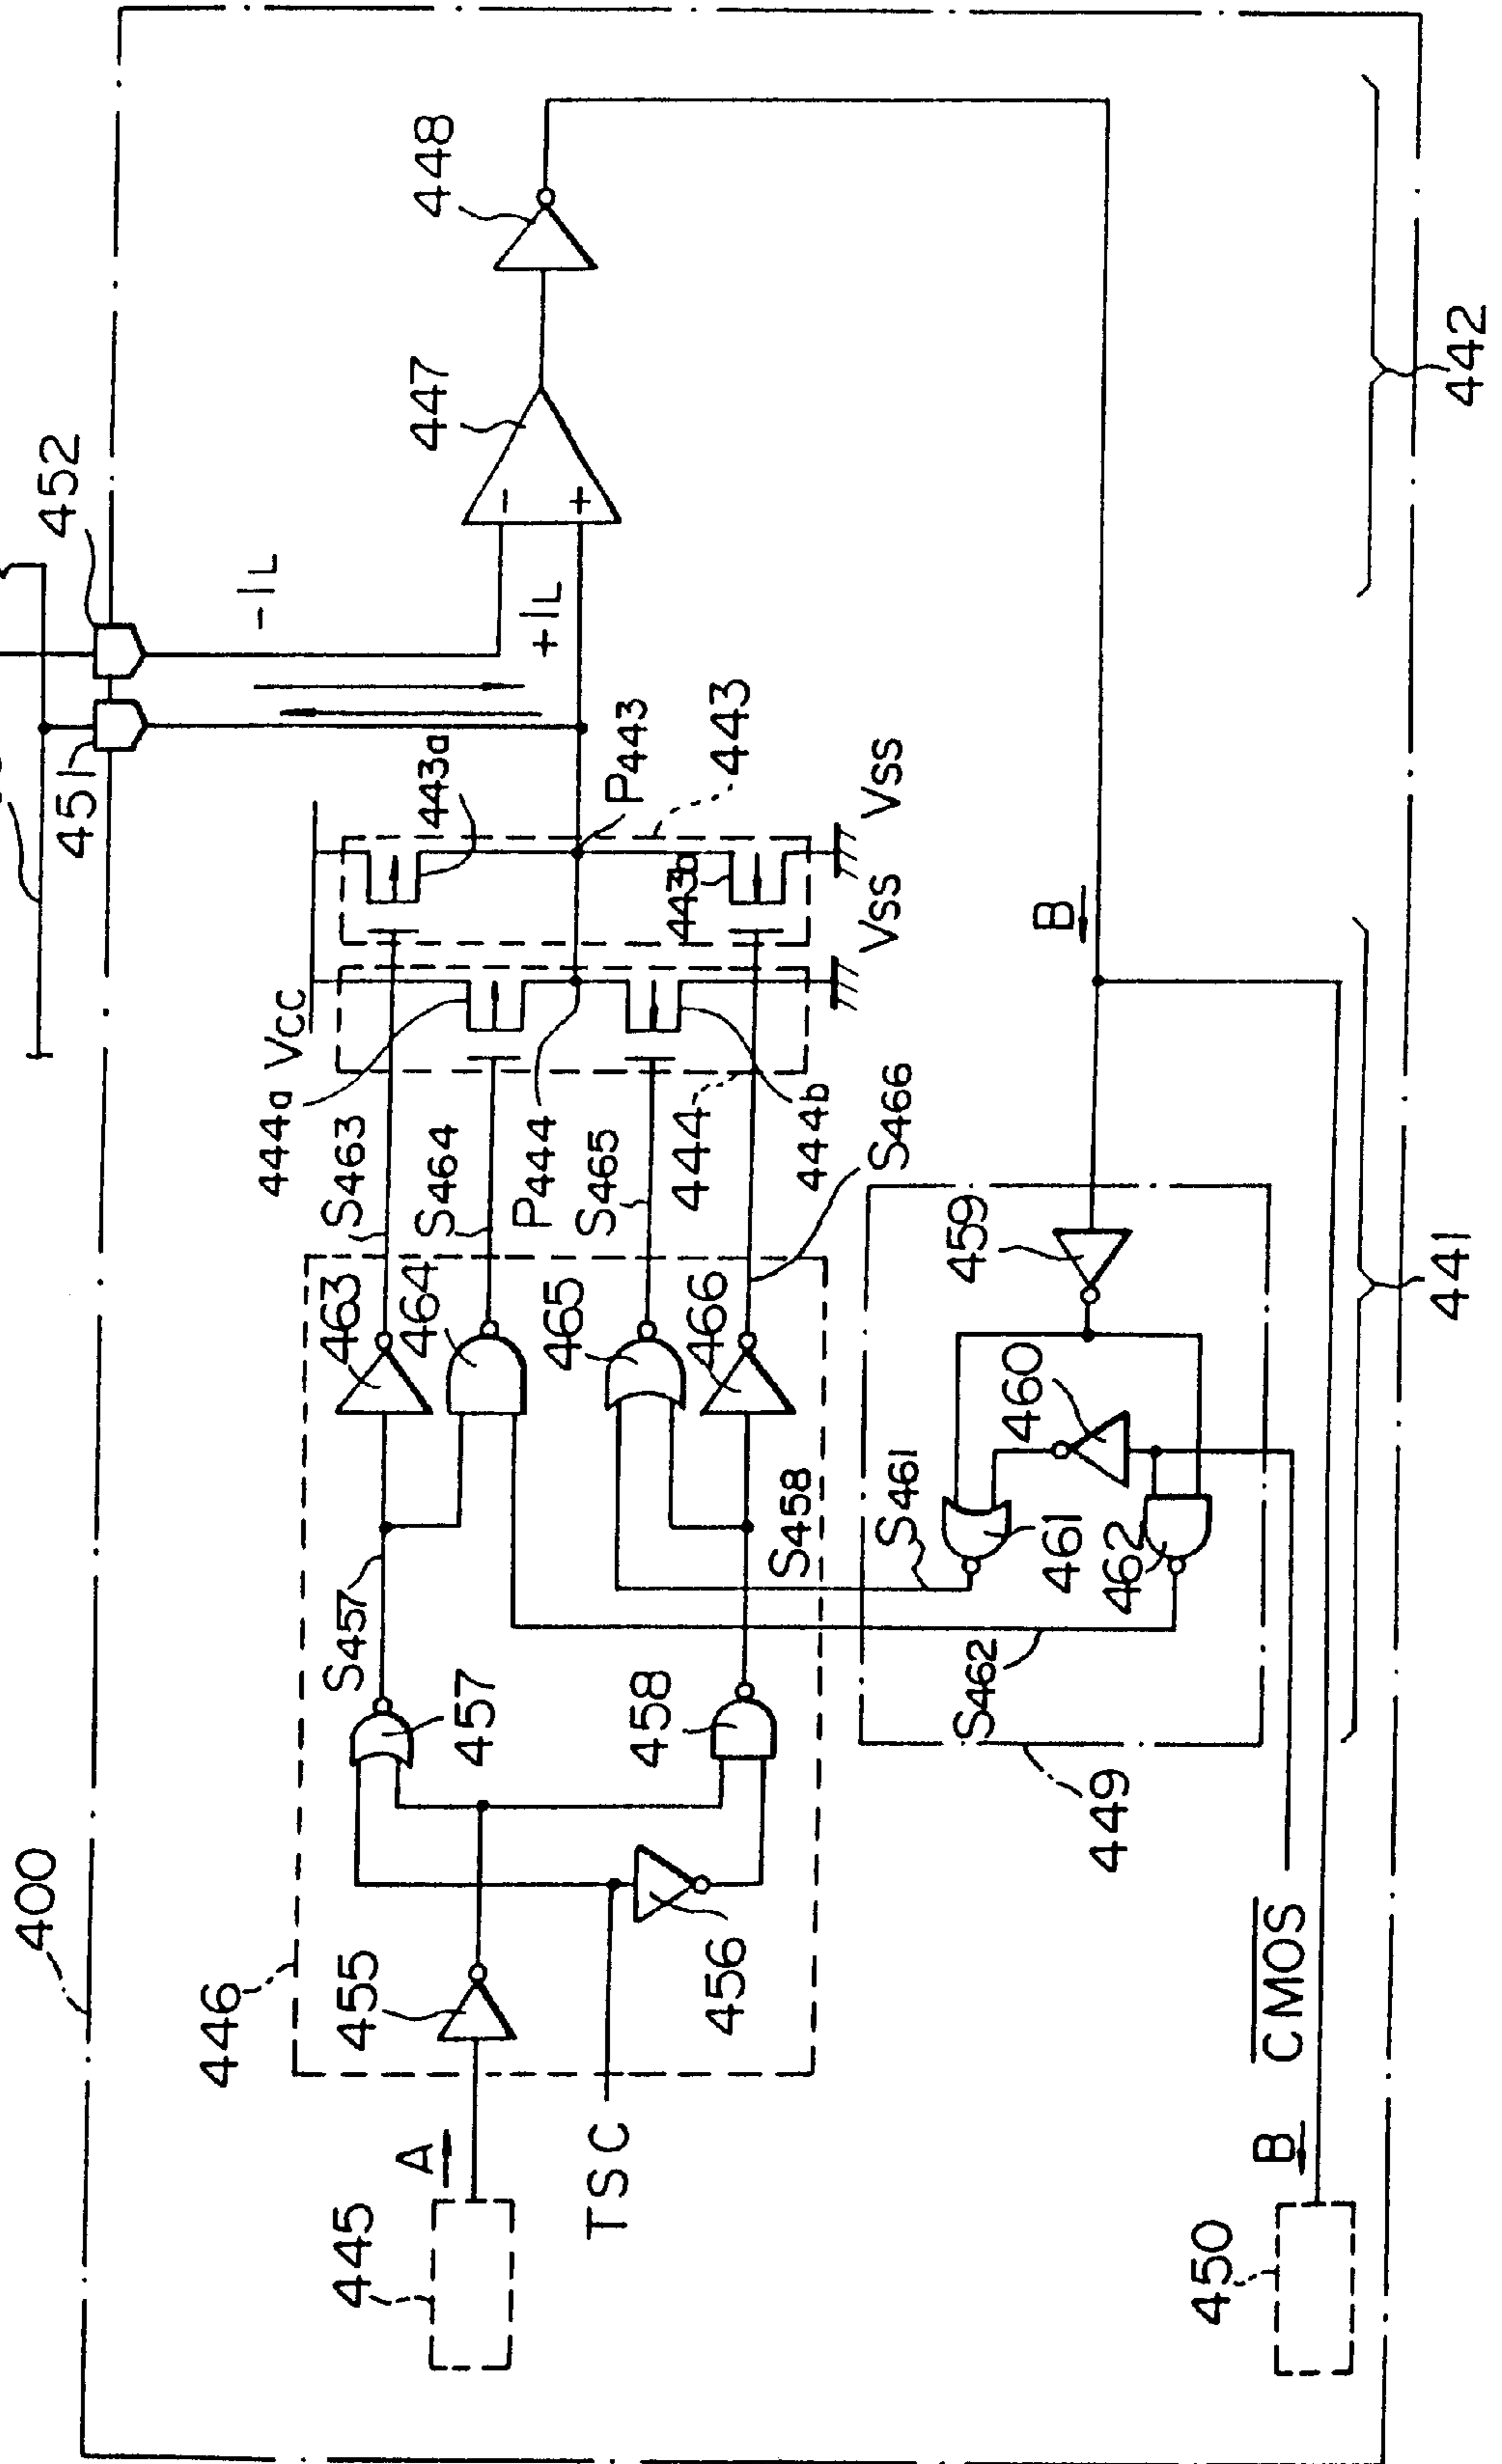 400
451
452
-IL
+IL
446
455
S457
457
463
S463
444a
VCC
443a
447
448
445
A
464
S464
P444
P443
TSC
456
458
465
S465
444
444b
443b
443
VSS
VSS
S458
466
S466
S461
S462
461
462
460
459
449
B
CMOS
B
450
441
442